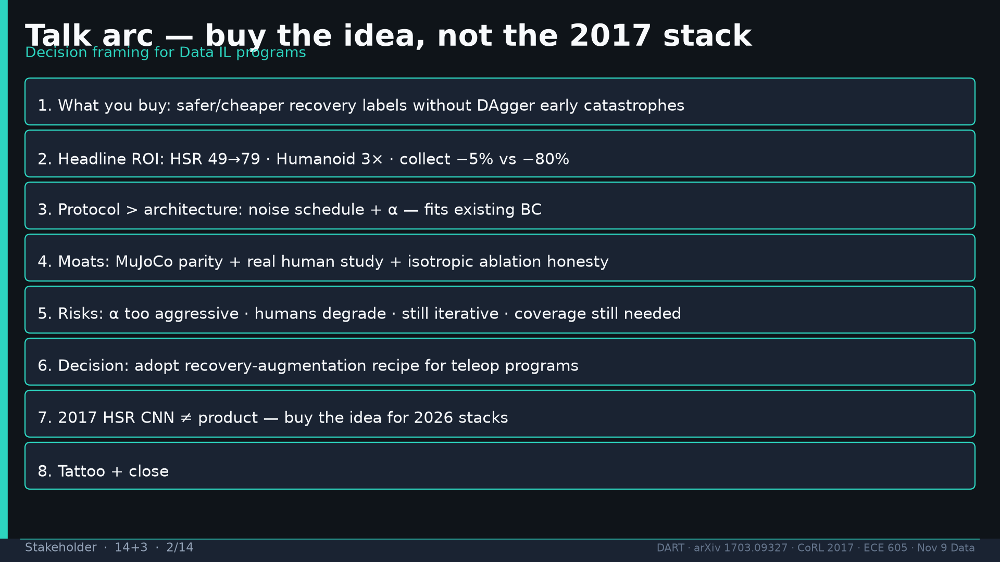 Talk arc — buy the idea, not the 2017 stack
Decision framing for Data IL programs
1. What you buy: safer/cheaper recovery labels without DAgger early catastrophes
2. Headline ROI: HSR 49→79 · Humanoid 3× · collect −5% vs −80%
3. Protocol > architecture: noise schedule + α — fits existing BC
4. Moats: MuJoCo parity + real human study + isotropic ablation honesty
5. Risks: α too aggressive · humans degrade · still iterative · coverage still needed
6. Decision: adopt recovery-augmentation recipe for teleop programs
7. 2017 HSR CNN ≠ product — buy the idea for 2026 stacks
8. Tattoo + close
Stakeholder · 14+3 · 2/14
DART · arXiv 1703.09327 · CoRL 2017 · ECE 605 · Nov 9 Data